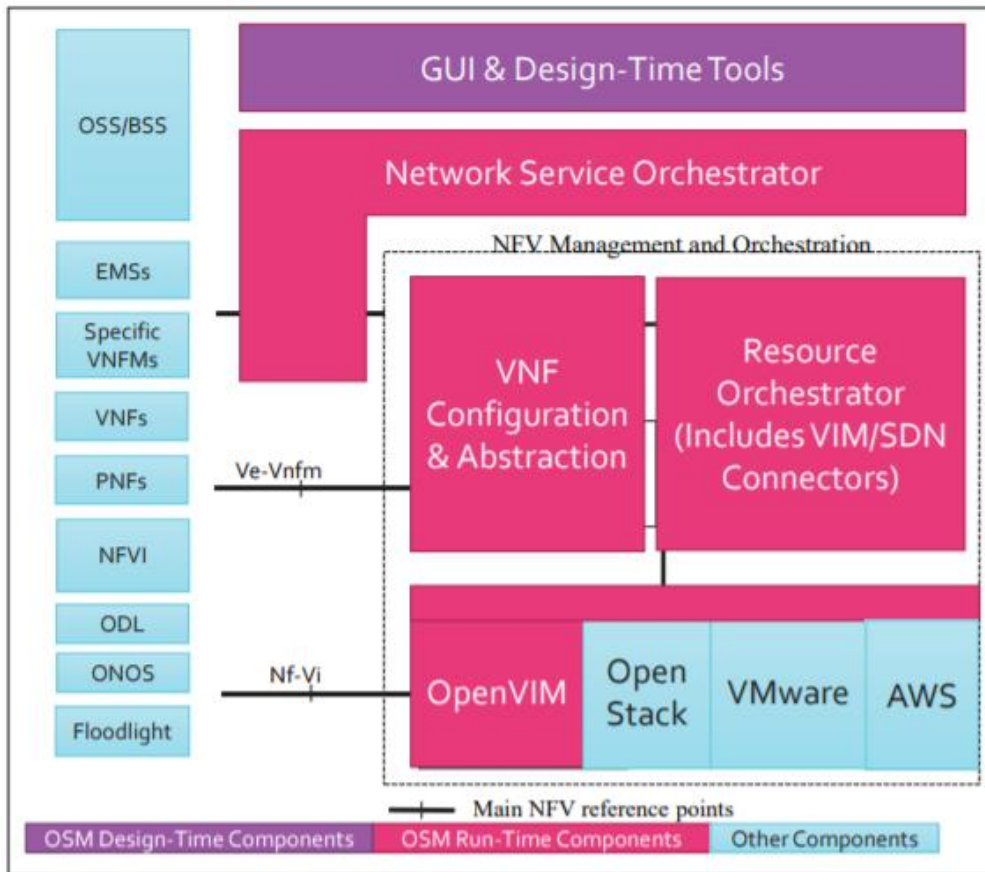 OSS/BSS
EMSs
Specific
VNFMs
VNFs
PNFs
NFVI
ODL
ONOS
Floodlight
GUI & Design-Time Tools
Network Service Orchestrator
NFV Management and Orchestration
VNF
Configuration
& Abstraction
Resource
Orchestrator
(Includes VIM/SDN
Connectors)
Ve-Vnfm
Nf-Vi
OpenVIM
Open
Stack
VMware
AWS
Main NFV reference points
OSM Design-Time Components
OSM Run-Time Components
Other Components